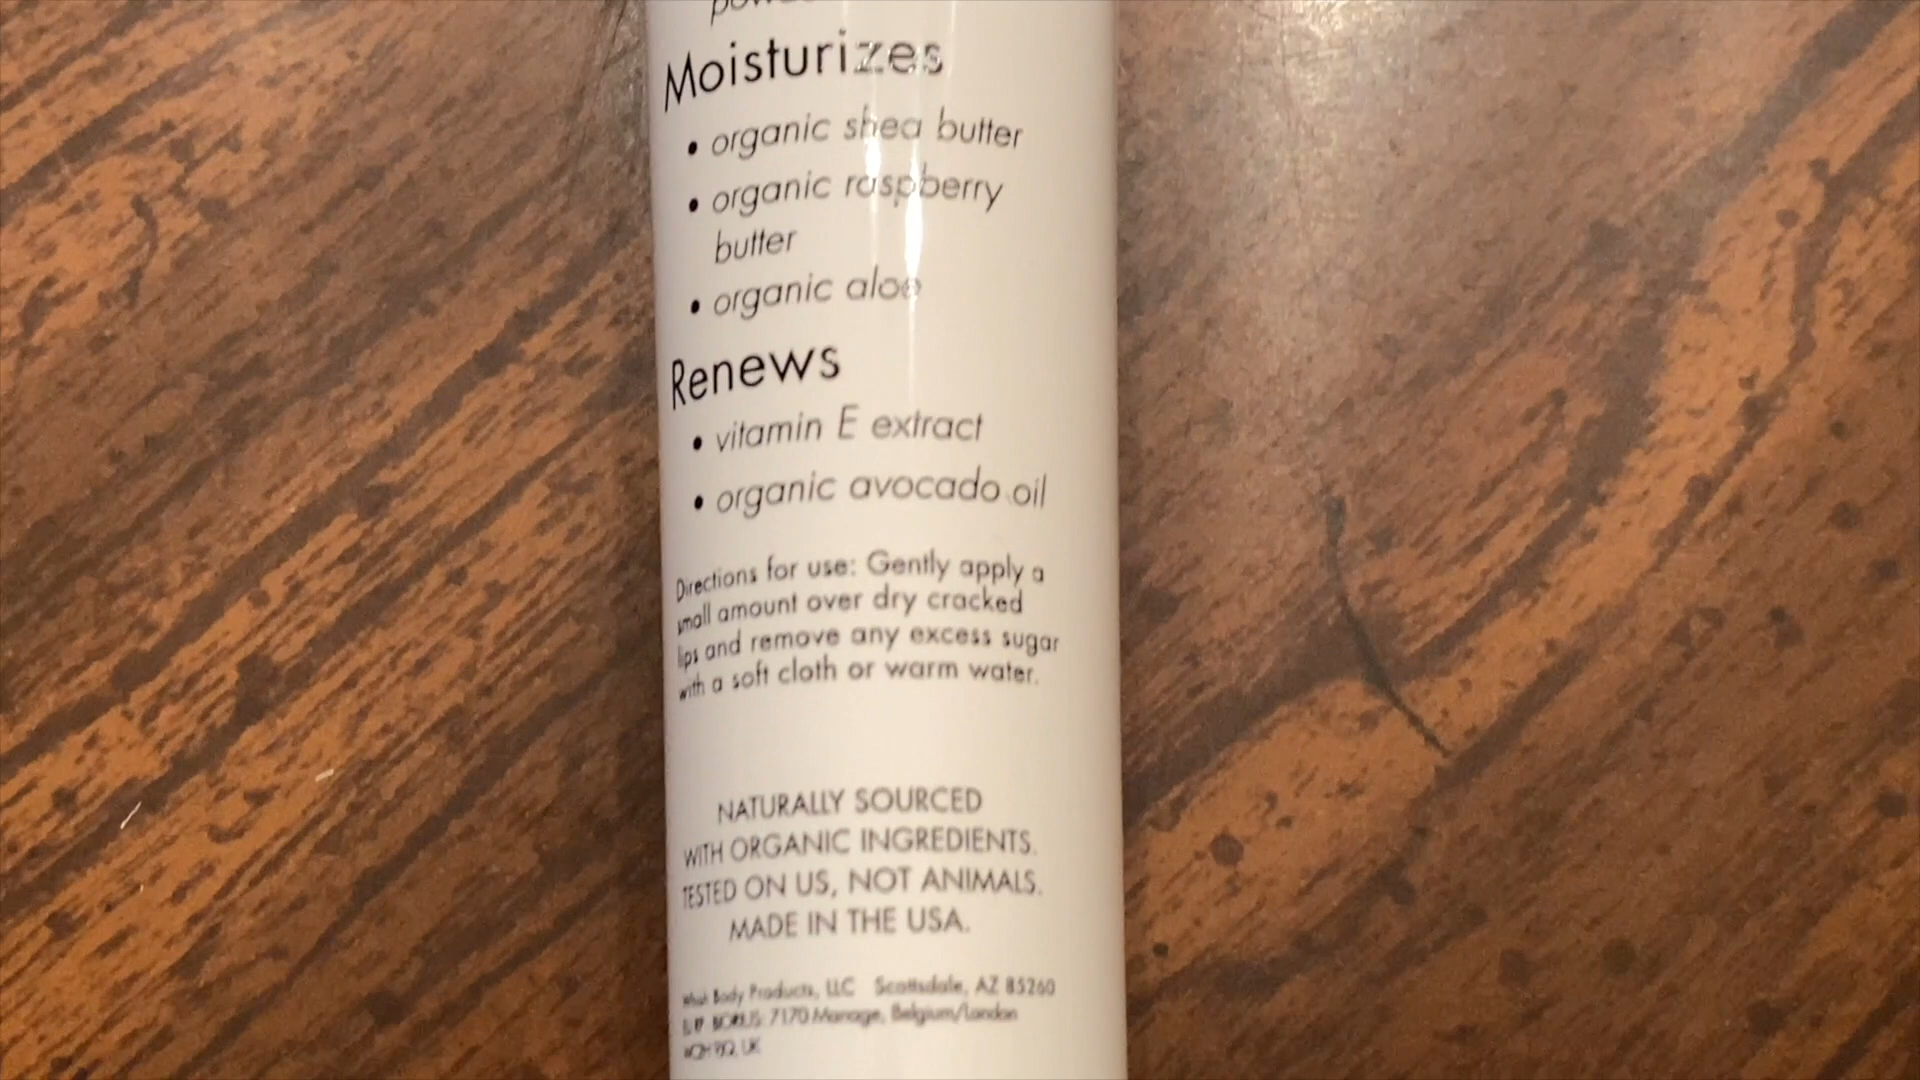 Moisturizes
• organic shea butter
• organic raspberry
butter
• organic aloe
Renews
• vitamin E extract
• organic avocado oil
Directions for use: Gently apply a
small amount over dry cracked
lips and remove any excess sugar
with a soft cloth or warm water.
NATURALLY SOURCED
WITH ORGANIC INGREDIENTS.
TESTED ON US, NOT ANIMALS.
MADE IN THE USA.
Body Products, LLC Scottsdale, AZ 85260
7170 Manage, Belgium/London
UK